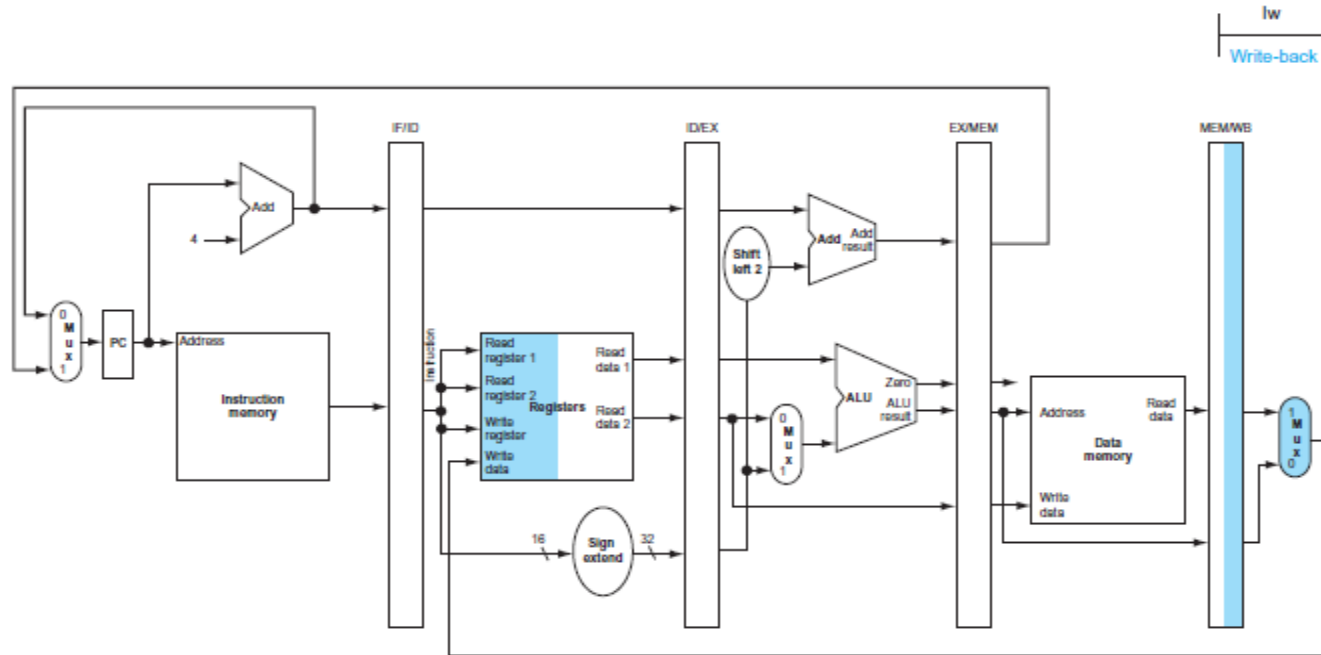 lw
Write-back
IF/ID
ID/EX
EX/MEM
MEM/WB
Add
4
Add
Add
result
Shift
left 2
0
M
u
x
1
PC
Address
Instruction
memory
Instruction
Read
register 1
Read
register 2
Write
register
Write
data
Registers
Read
data 1
Read
data 2
0
M
u
x
1
ALU
Zero
ALU
result
Address
Read
data
Data
memory
Write
data
1
M
u
x
0
16
Sign
extend
32